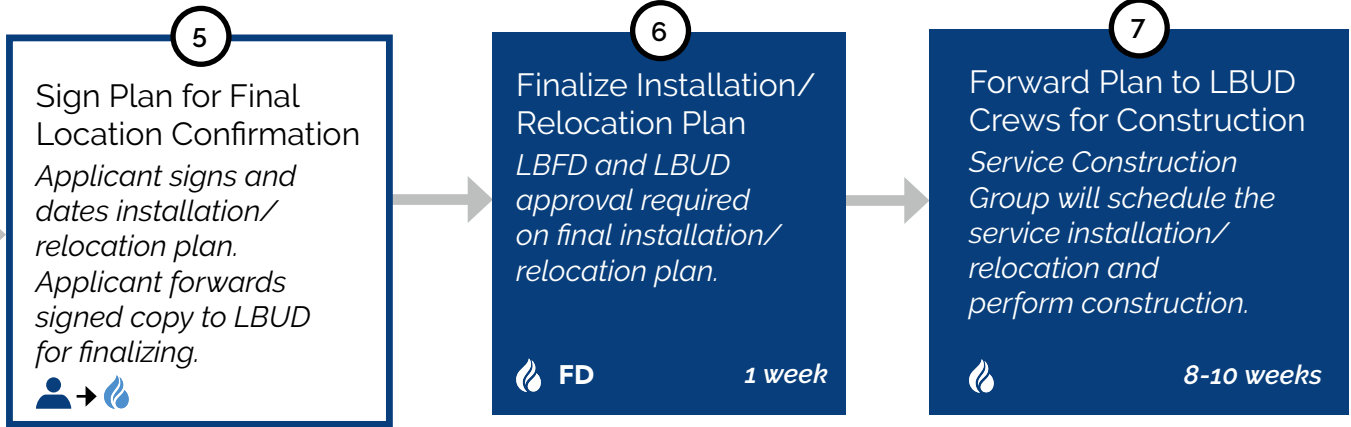 5
Sign Plan for Final
Location Confirmation
Applicant signs and
dates installation/
relocation plan.
Applicant forwards
signed copy to LBUD
for finalizing.
6
Finalize Installation/
Relocation Plan
LBFD and LBUD
approval required
on final installation/
relocation plan.
FD
1 week
7
Forward Plan to LBUD
Crews for Construction
Service Construction
Group will schedule the
service installation/
relocation and
perform construction.
8-10 weeks